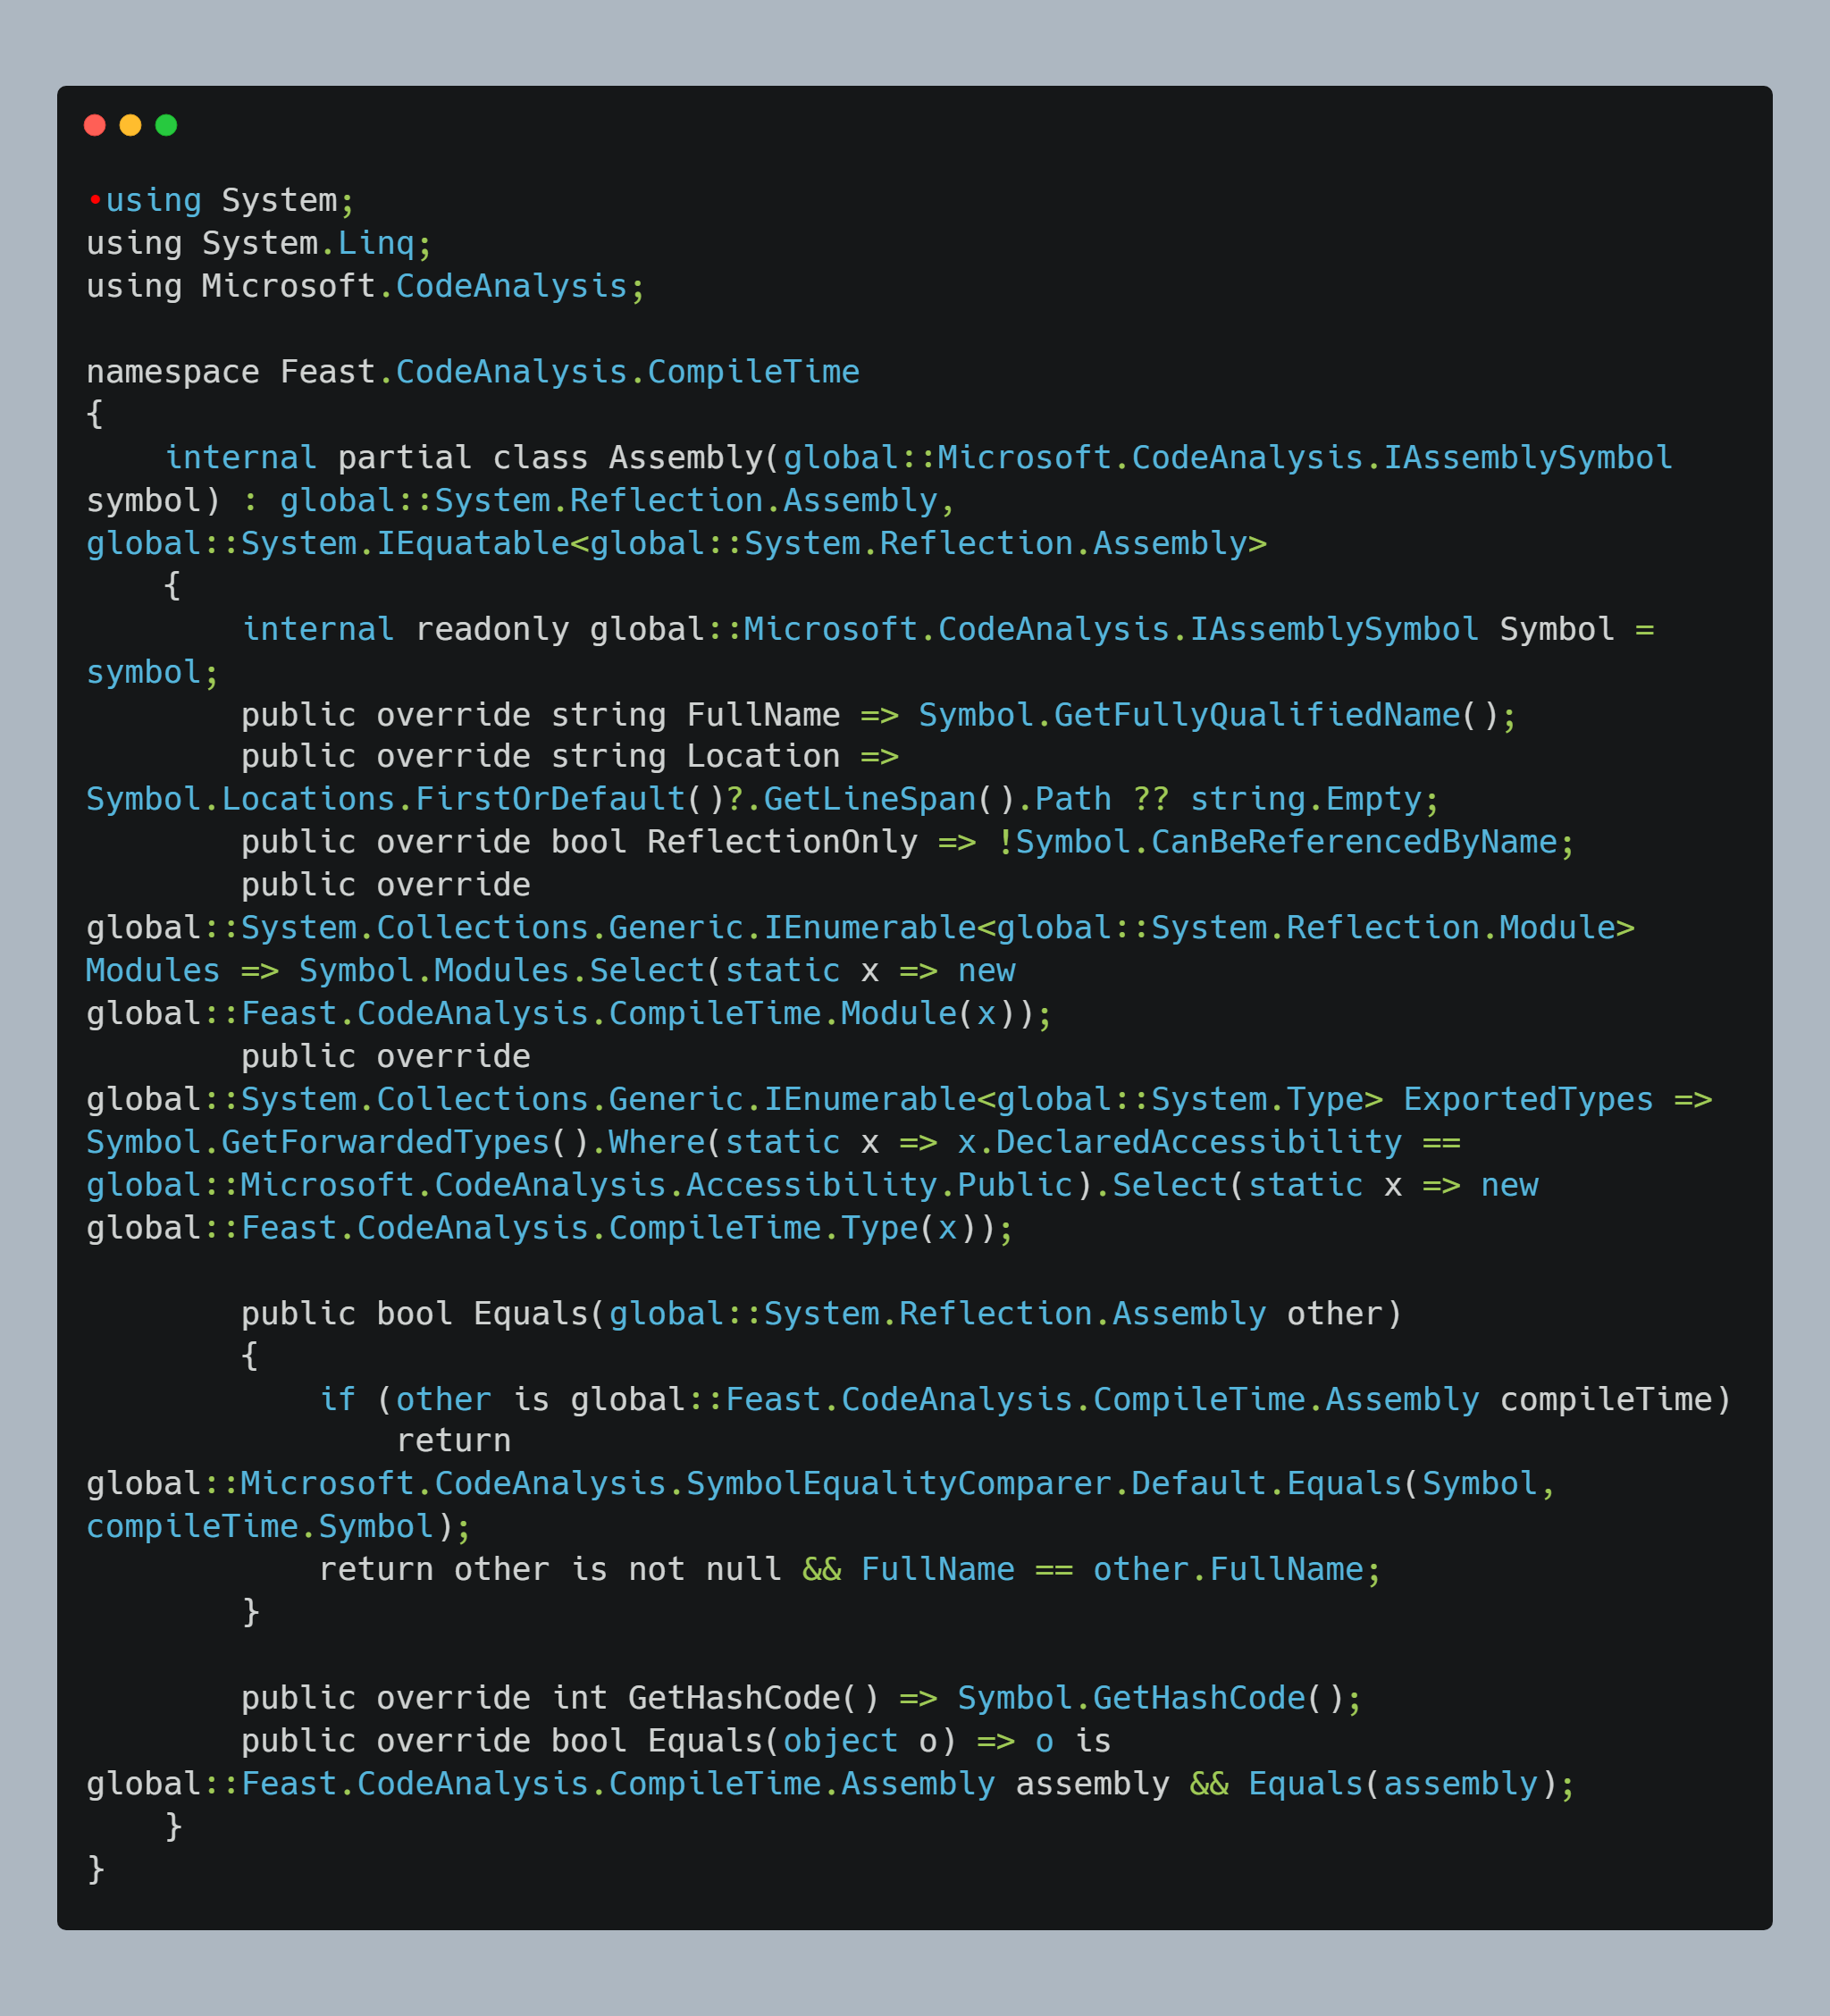 •using System;
using System.Linq;
using Microsoft.CodeAnalysis;

namespace Feast.CodeAnalysis.CompileTime
{
    internal partial class Assembly(global::Microsoft.CodeAnalysis.IAssemblySymbol
symbol) : global::System.Reflection.Assembly,
global::System.IEquatable<global::System.Reflection.Assembly>
    {
        internal readonly global::Microsoft.CodeAnalysis.IAssemblySymbol Symbol =
symbol;
        public override string FullName => Symbol.GetFullyQualifiedName();
        public override string Location =>
Symbol.Locations.FirstOrDefault()?.GetLineSpan().Path ?? string.Empty;
        public override bool ReflectionOnly => !Symbol.CanBeReferencedByName;
        public override
global::System.Collections.Generic.IEnumerable<global::System.Reflection.Module>
Modules => Symbol.Modules.Select(static x => new
global::Feast.CodeAnalysis.CompileTime.Module(x));
        public override
global::System.Collections.Generic.IEnumerable<global::System.Type> ExportedTypes =>
Symbol.GetForwardedTypes().Where(static x => x.DeclaredAccessibility ==
global::Microsoft.CodeAnalysis.Accessibility.Public).Select(static x => new
global::Feast.CodeAnalysis.CompileTime.Type(x));

        public bool Equals(global::System.Reflection.Assembly other)
        {
            if (other is global::Feast.CodeAnalysis.CompileTime.Assembly compileTime)
                return
global::Microsoft.CodeAnalysis.SymbolEqualityComparer.Default.Equals(Symbol,
compileTime.Symbol);
            return other is not null && FullName == other.FullName;
        }

        public override int GetHashCode() => Symbol.GetHashCode();
        public override bool Equals(object o) => o is
global::Feast.CodeAnalysis.CompileTime.Assembly assembly && Equals(assembly);
    }
}